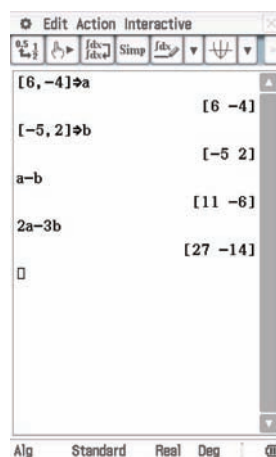 Edit Action Interactive
Simp
[6,-4]⇒a
[6 -4]
[-5,2]⇒b
[-5 2]
a-b
[11 -6]
2a-3b
[27 -14]
Alg Standard Real Deg